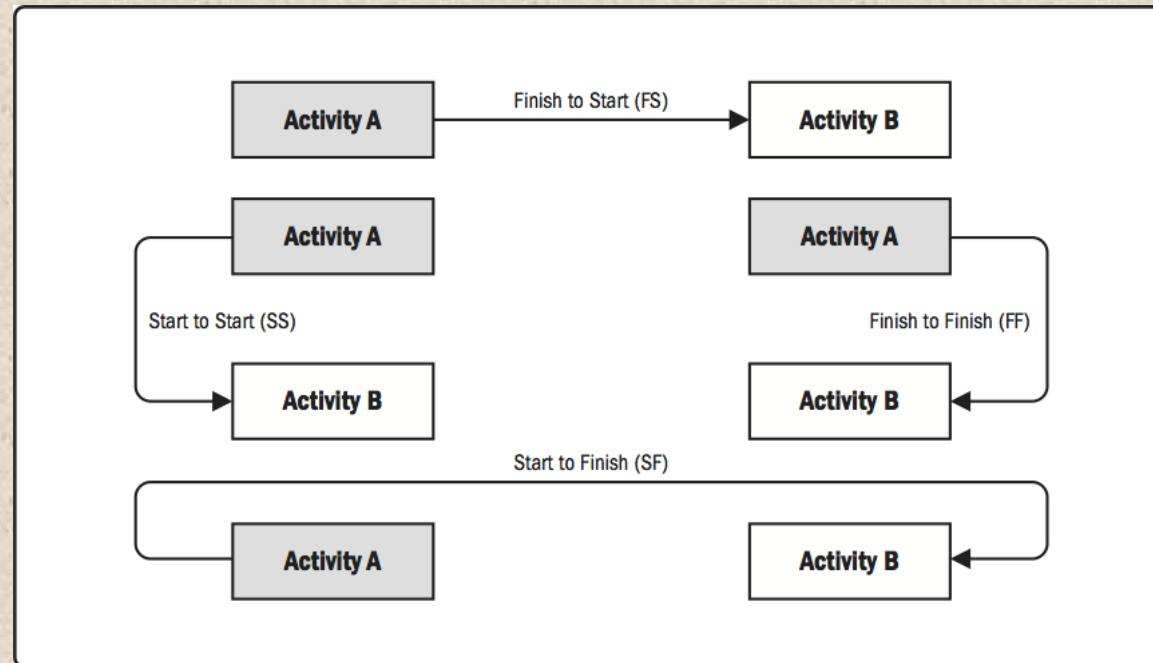 Finish to Start (FS)
Activity A
Activity B
Activity A
Activity A
Start to Start (SS)
Finish to Finish (FF)
Activity B
Activity B
Start to Finish (SF)
Activity A
Activity B